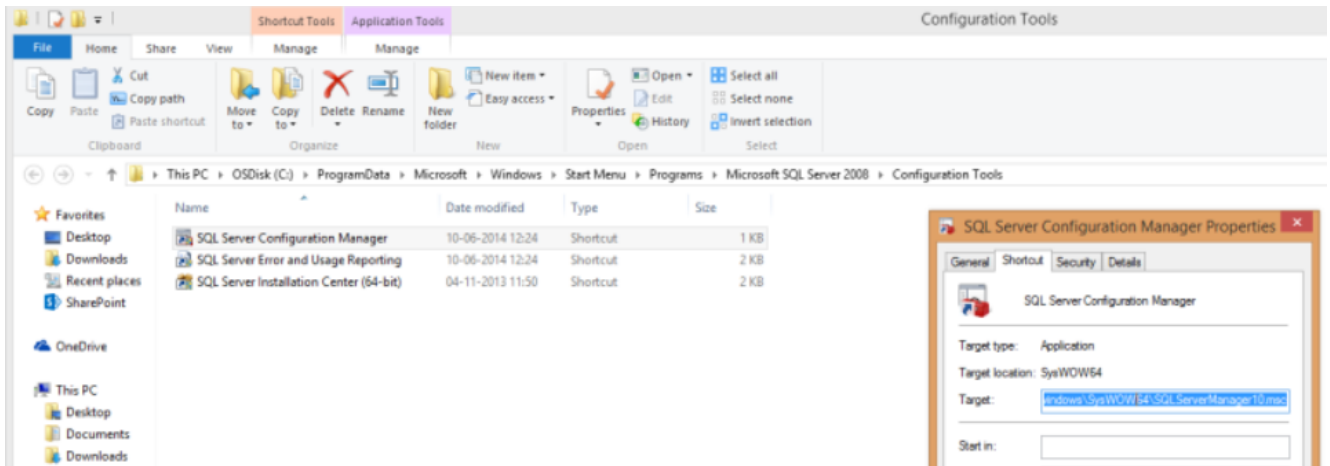 Shortcut Tools Application Tools Configuration Tools
File Home Share View Manage Manage
Copy
Paste
Cut
Copy path
Paste shortcut
Clipboard
Move to
Copy to
Delete
Rename
Organize
New folder
New item
Easy access
New
Properties
Open
Edit
History
Open
Select all
Select none
Invert selection
Select
This PC OSDisk (C:) ProgramData Microsoft Windows Start Menu Programs Microsoft SQL Server 2008 Configuration Tools
Favorites
Desktop
Downloads
Recent places
SharePoint
OneDrive
This PC
Desktop
Documents
Downloads
Name Date modified Type Size
SQL Server Configuration Manager 10-06-2014 12:24 Shortcut 1 KB
SQL Server Error and Usage Reporting 10-06-2014 12:24 Shortcut 2 KB
SQL Server Installation Center (64-bit) 04-11-2013 11:50 Shortcut 2 KB
SQL Server Configuration Manager Properties
General Shortcut Security Details
SQL Server Configuration Manager
Target type: Application
Target location: SysWOW64
Target: indows\SysWOW64\SQLServerManager10.msc
Start in: